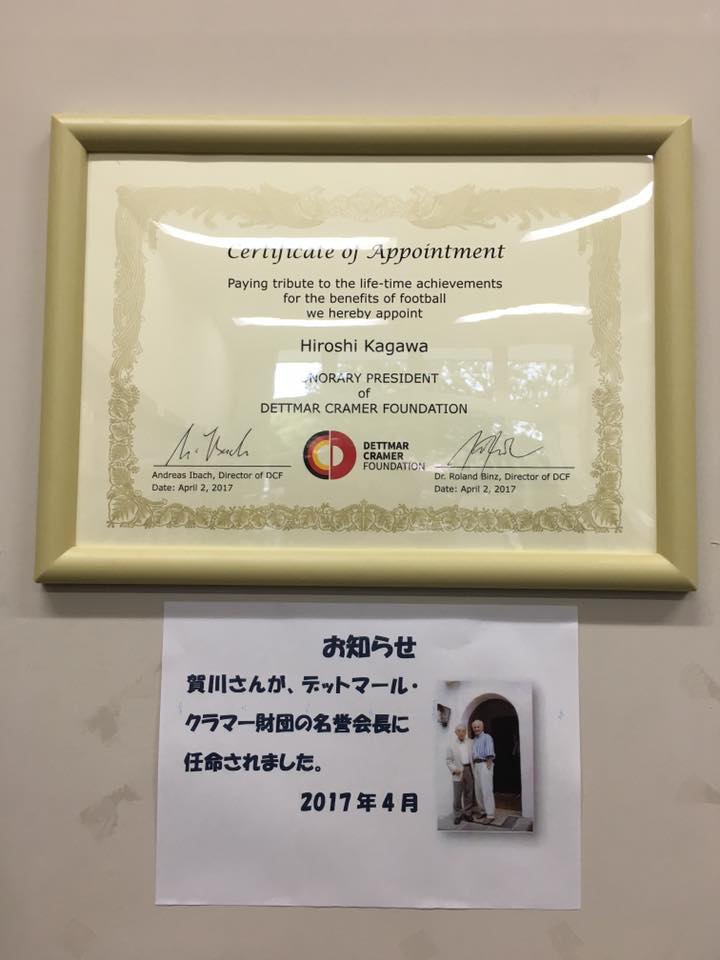 Certificate of Appointment
Paying tribute to the life-time achievements
for the benefits of football
we hereby appoint
Hiroshi Kagawa
PRESIDENT
of
DETTMAR CRAMER FOUNDATION
DETTMAR
CRAMER
FOUNDATION
Andreas Ibach, Director of DCF
Date: April 2, 2017
Dr. Roland Binz, Director of DCF
Date: April 2, 2017
お知らせ
賀川さんが、デットマール・
クラマー財団の名誉会長に
任命されました。
2017年4月